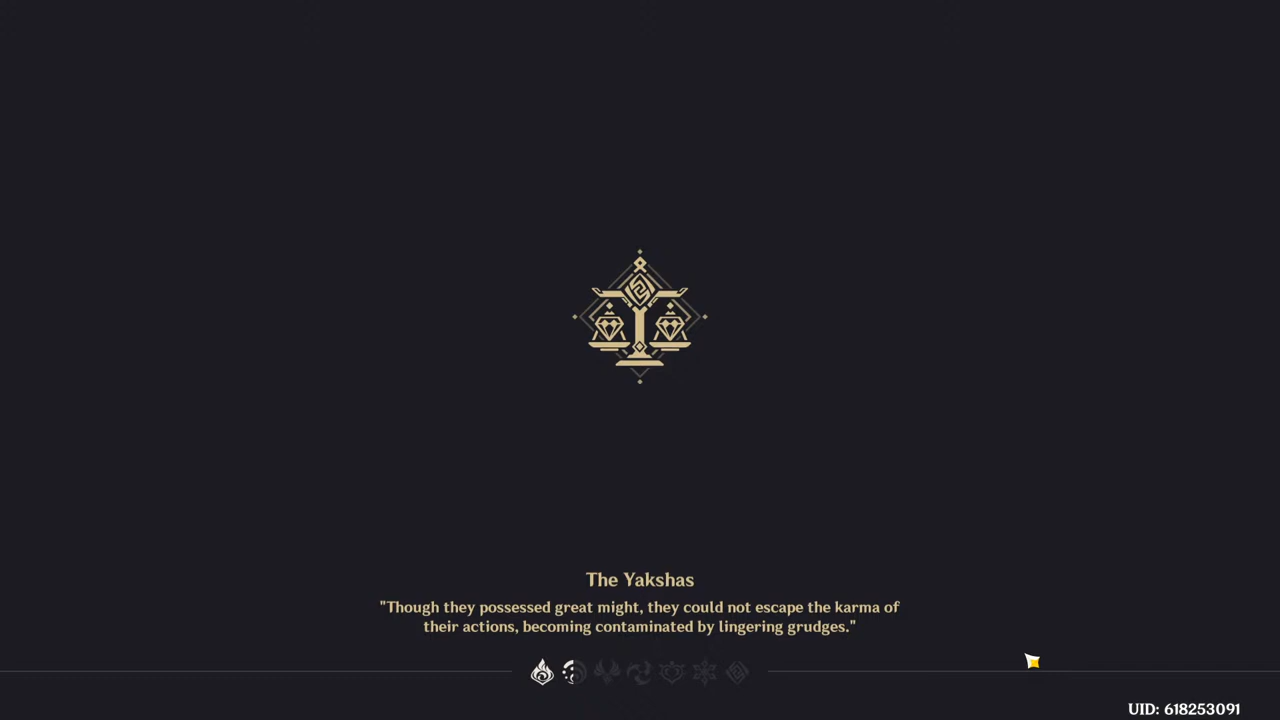 The Yakshas
"Though they possessed great might, they could not escape the karma of
their actions, becoming contaminated by lingering grudges."
UID: 618253091